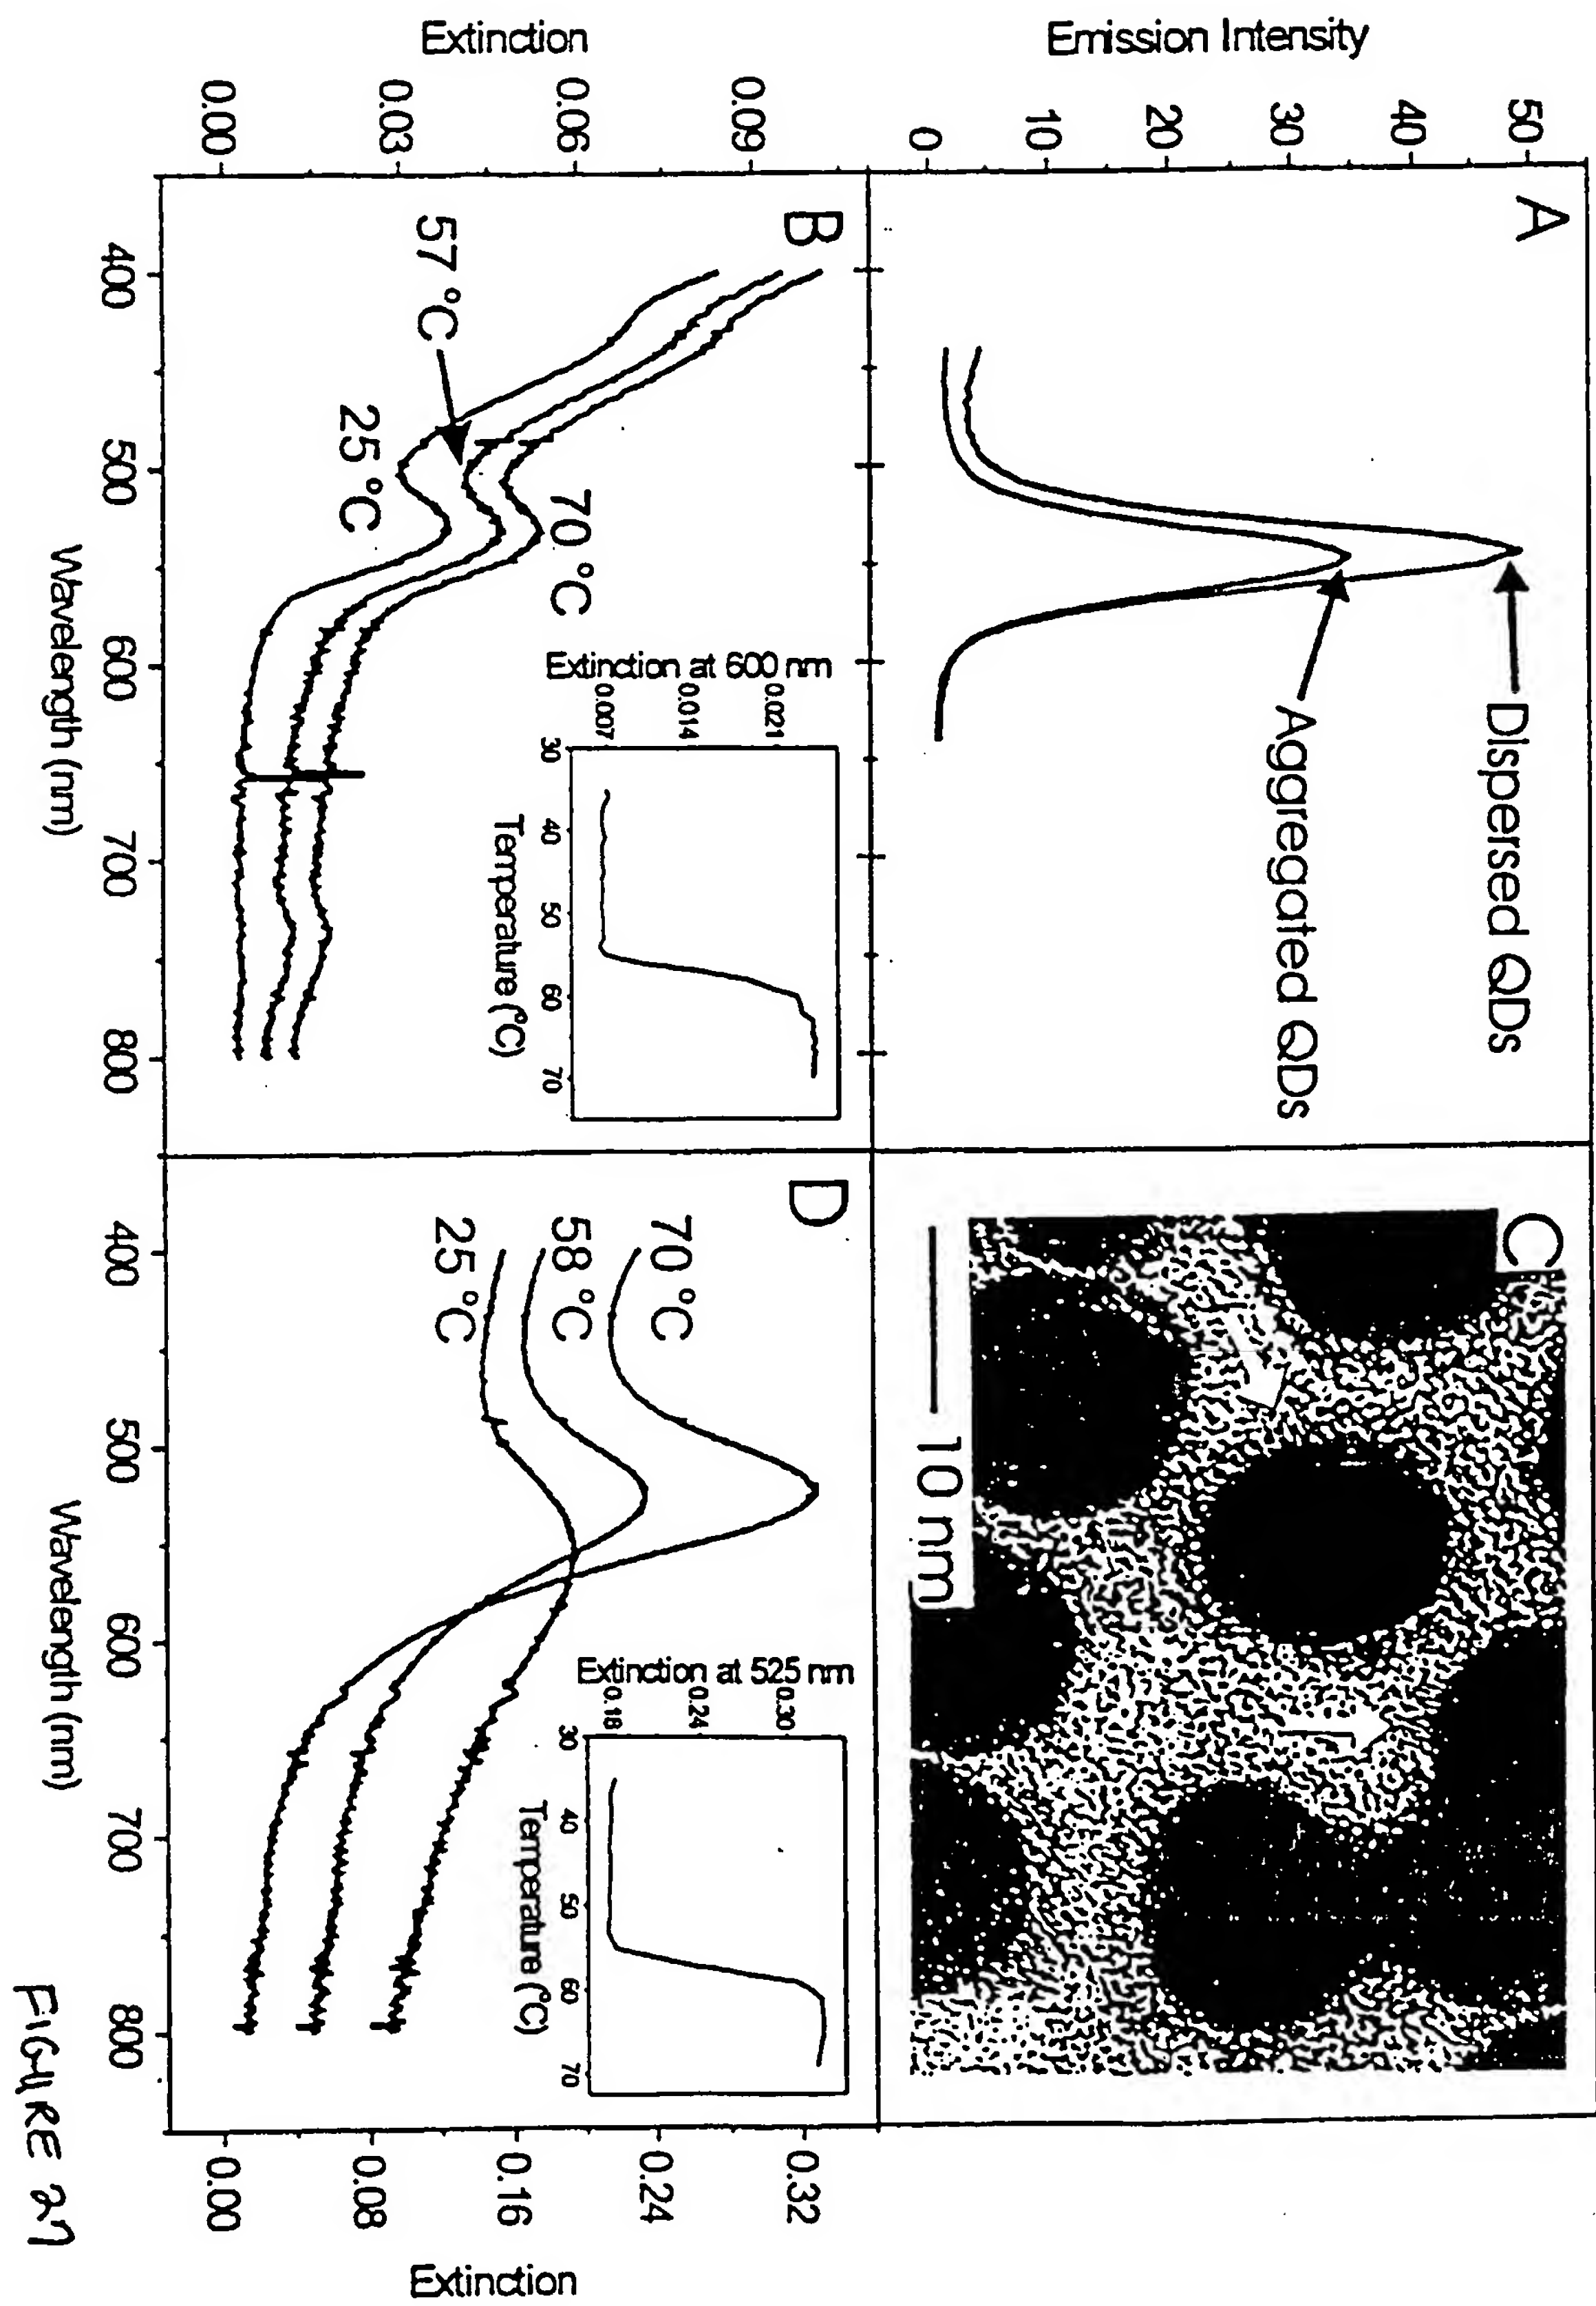 A
Emission Intensity
50
40
30
20
10
0
Dispersed QDs
Aggregated QDs
B
Extinction
0.09
0.06
0.03
0.00
57 °C
25 °C
70 °C
400
500
600
700
800
Wavelength (nm)
Extinction at 600 nm
0.021
0.014
0.007
30
40
50
60
70
Temperature (°C)
C
10 nm
D
70 °C
58 °C
25 °C
400
500
600
700
800
Wavelength (nm)
Extinction at 525 nm
0.30
0.24
0.18
30
40
50
60
70
Temperature (°C)
0.32
0.24
0.16
0.08
0.00
Extinction
FIGURE 27